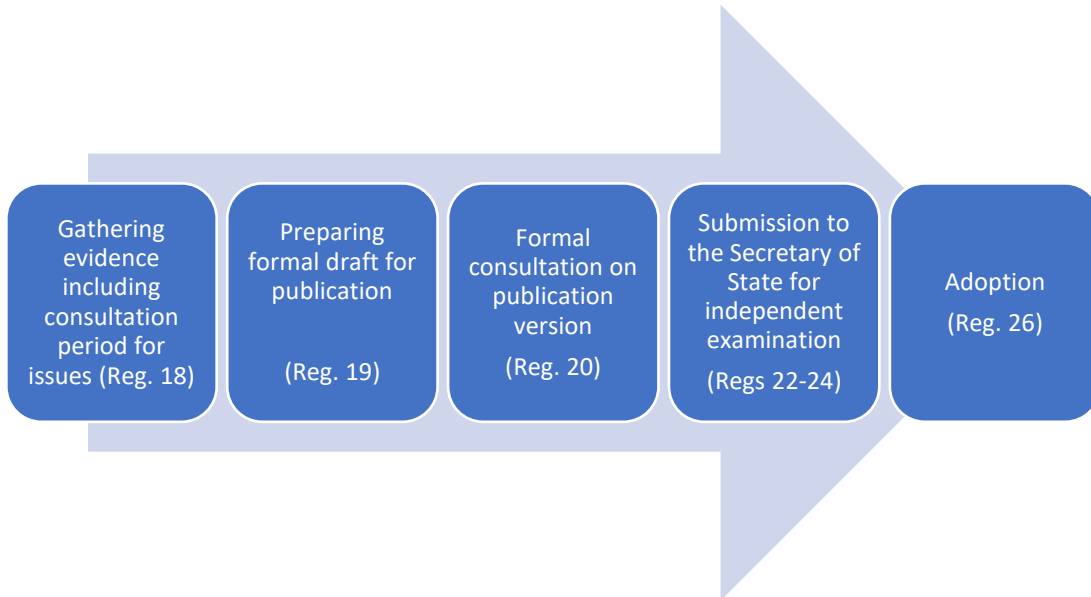 Gathering
evidence
including
consultation
period for
issues (Reg. 18)
Preparing
formal draft for
publication
(Reg. 19)
Formal
consultation on
publication
version
(Reg. 20)
Submission to
the Secretary of
State for
independent
examination
(Regs 22-24)
Adoption
(Reg. 26)